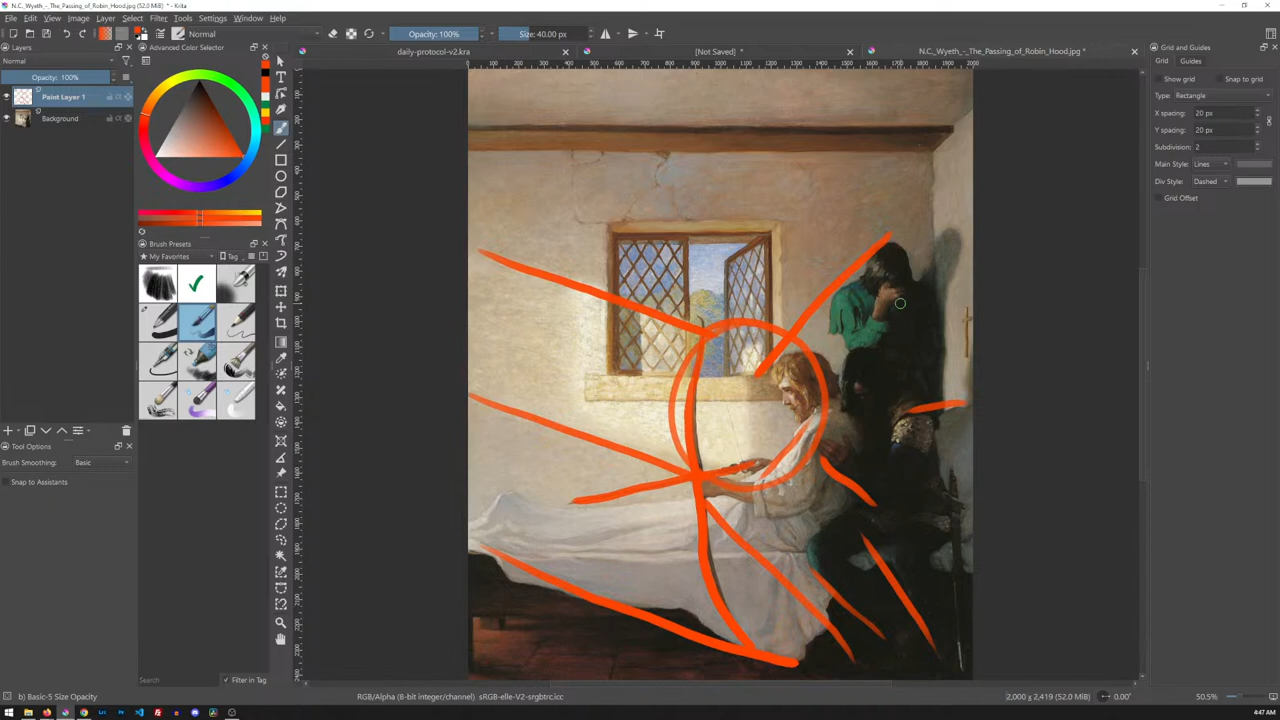 N.C._Wyeth_-_The_Passing_of_Robin_Hood.jpg (52.0 MiB) * - Krita
File Edit View Image Layer Select Filter Tools Settings Window Help
Normal
Opacity: 100%
Size: 40.00 px
Layers
Normal
Opacity: 100%
Paint Layer 1
Background
Advanced Color Selector
Brush Presets
My Favorites
Tag
Search
Filter in Tag
Tool Options
Brush Smoothing: Basic
Snap to Assistants
daily-protocol-v2.kra
[Not Saved] *
N.C._Wyeth_-_The_Passing_of_Robin_Hood.jpg *
Grid and Guides
Grid Guides
Show grid Snap to grid
Type: Rectangle
X spacing: 20 px
Y spacing: 20 px
Subdivision: 2
Main Style: Lines
Div Style: Dashed
Grid Offset
b) Basic-5 Size Opacity
RGB/Alpha (8-bit integer/channel) sRGB-elle-V2-srgbtrc.icc
2,000 x 2,419 (52.0 MiB)
0.00°
50.5%
4:47 AM